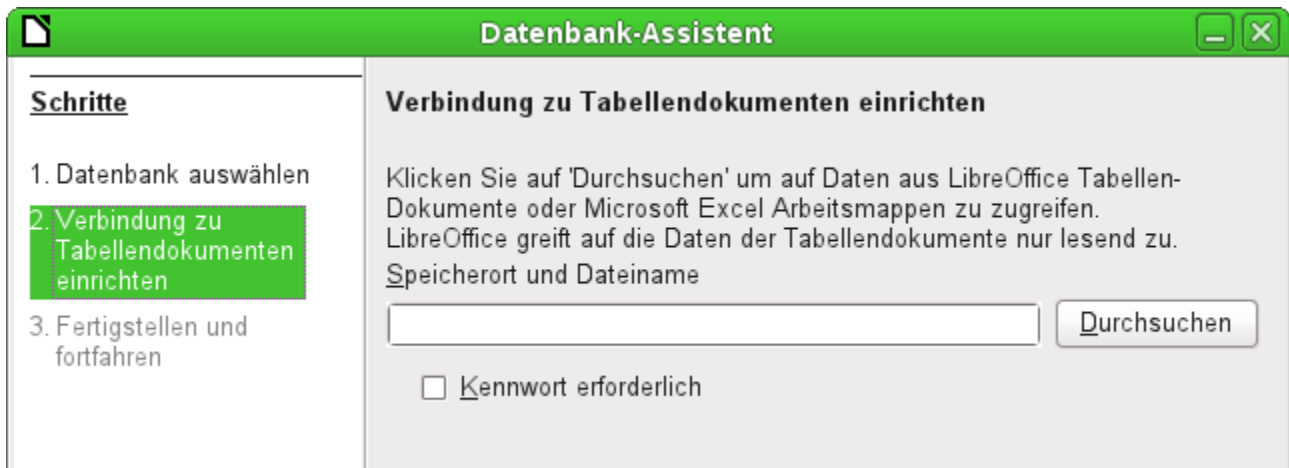 Datenbank-Assistent
Schritte
1. Datenbank auswählen
2. Verbindung zu
Tabellendokumenten
einrichten
3. Fertigstellen und
fortfahren
Verbindung zu Tabellendokumenten einrichten
Klicken Sie auf 'Durchsuchen' um auf Daten aus LibreOffice Tabellen-
Dokumente oder Microsoft Excel Arbeitsmappen zu zugreifen.
LibreOffice greift auf die Daten der Tabellendokumente nur lesend zu.
Speicherort und Dateiname
Durchsuchen
Kennwort erforderlich